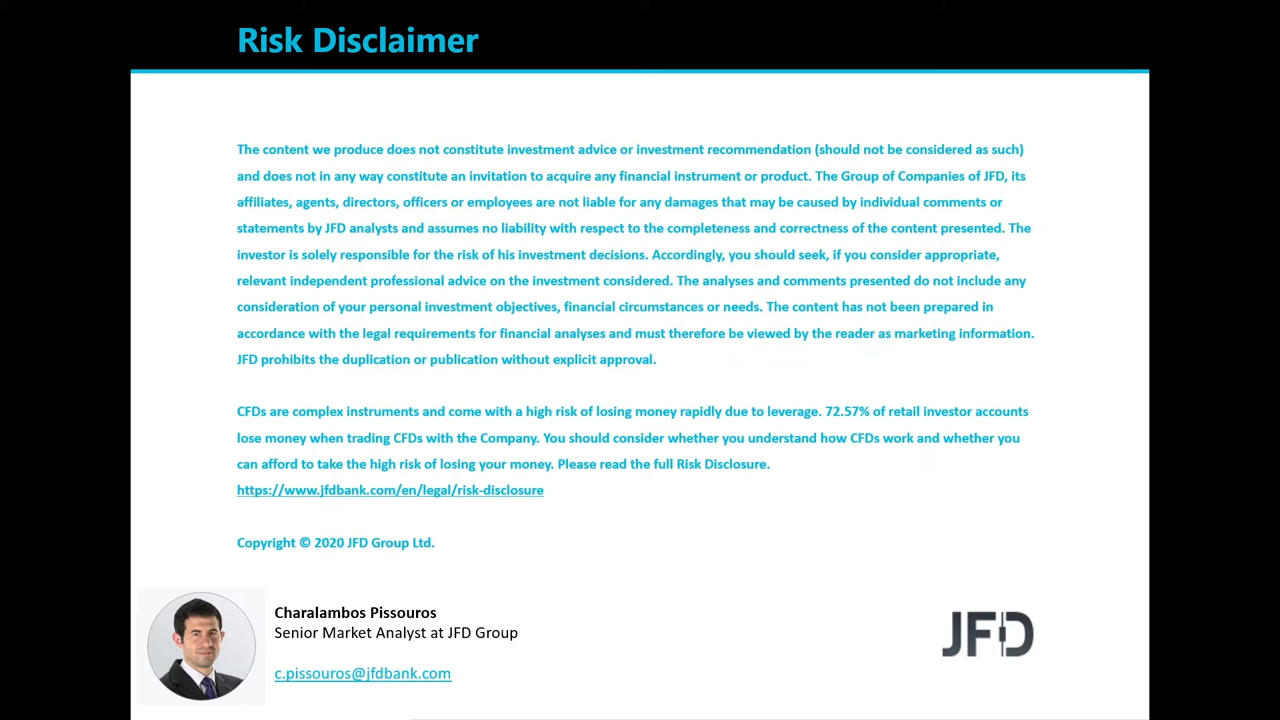 Risk Disclaimer
The content we produce does not constitute investment advice or investment recommendation (should not be considered as such)
and does not in any way constitute an invitation to acquire any financial instrument or product. The Group of Companies of JFD, its
affiliates, agents, directors, officers or employees are not liable for any damages that may be caused by individual comments or
statements by JFD analysts and assumes no liability with respect to the completeness and correctness of the content presented. The
investor is solely responsible for the risk of his investment decisions. Accordingly, you should seek, if you consider appropriate,
relevant independent professional advice on the investment considered. The analyses and comments presented do not include any
consideration of your personal investment objectives, financial circumstances or needs. The content has not been prepared in
accordance with the legal requirements for financial analyses and must therefore be viewed by the reader as marketing information.
JFD prohibits the duplication or publication without explicit approval.
CFDs are complex instruments and come with a high risk of losing money rapidly due to leverage. 72.57% of retail investor accounts
lose money when trading CFDs with the Company. You should consider whether you understand how CFDs work and whether you
can afford to take the high risk of losing your money. Please read the full Risk Disclosure.
https://www.jfdbank.com/en/legal/risk-disclosure
Copyright © 2020 JFD Group Ltd.
Charalambos Pissouros
Senior Market Analyst at JFD Group
c.pissouros@jfdbank.com
JFD